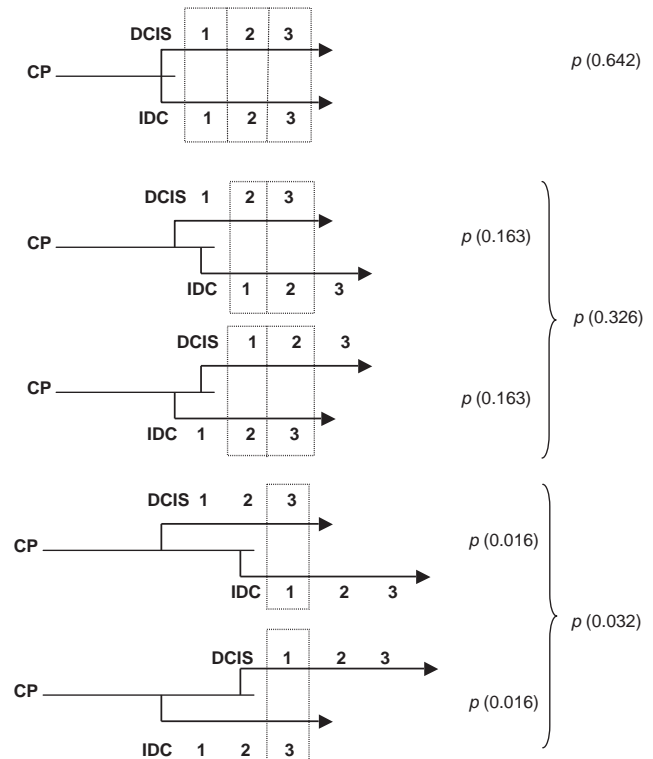 DCIS 1 2 3
p (0.642)
CP
IDC 1 2 3
DCIS 1 2 3
p (0.163)
CP
IDC 1 2 3
p (0.326)
DCIS 1 2 3
CP
p (0.163)
IDC 1 2 3
DCIS 1 2 3
p (0.016)
CP
IDC 1 2 3
p (0.032)
DCIS 1 2 3
CP
p (0.016)
IDC 1 2 3